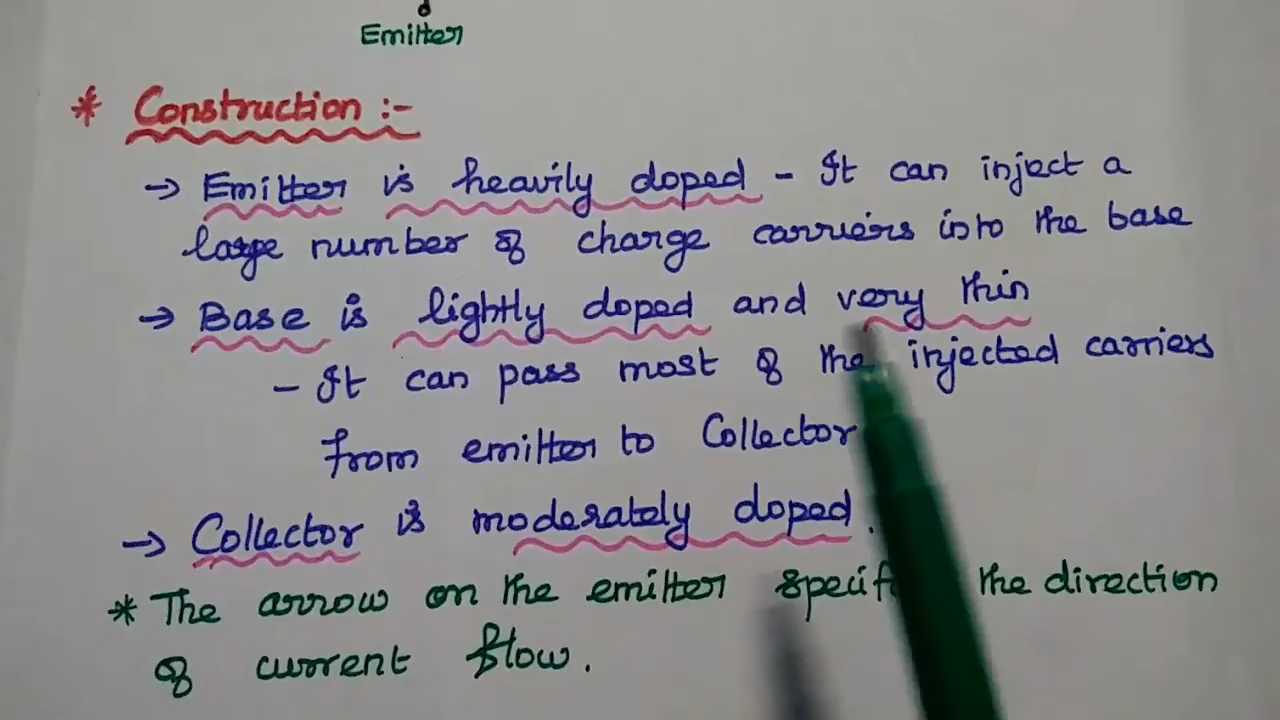 Emitter
* Construction :-
→ Emitter is heavily doped - It can inject a
large number of charge carriers into the base
→ Base is lightly doped and very thin
- It can pass most of the injected carriers
from emitter to Collector
→ Collector is moderately doped.
* The arrow on the emitter the direction
of current flow.